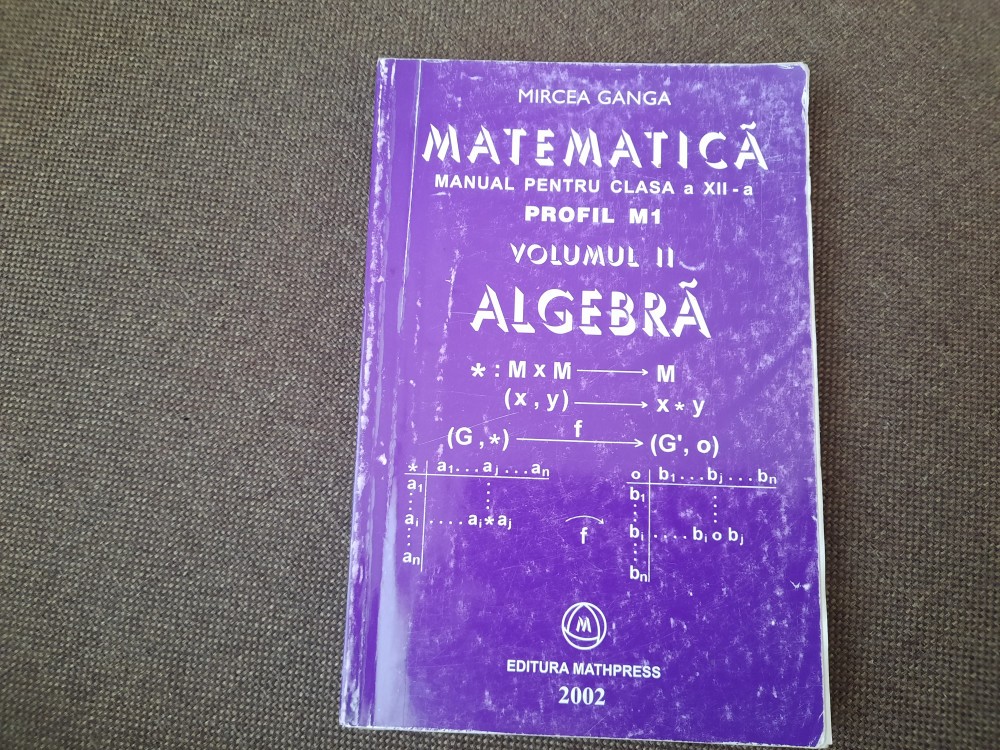 MIRCEA GANGA
MATEMATICĂ
MANUAL PENTRU CLASA a XII - a
PROFIL M1
VOLUMUL II
ALGEBRĂ
* : M x M ⟶ M
(x , y) ⟶ x * y
(G , *) ⟶ (G', o)
f
* a₁ . . . aⱼ . . . aₙ
a₁
aᵢ . . . . aᵢ * aⱼ
aₙ
f
o b₁ . . . bⱼ . . . bₙ
b₁
bᵢ . . . . bᵢ o bⱼ
bₙ
M
EDITURA MATHPRESS
2002